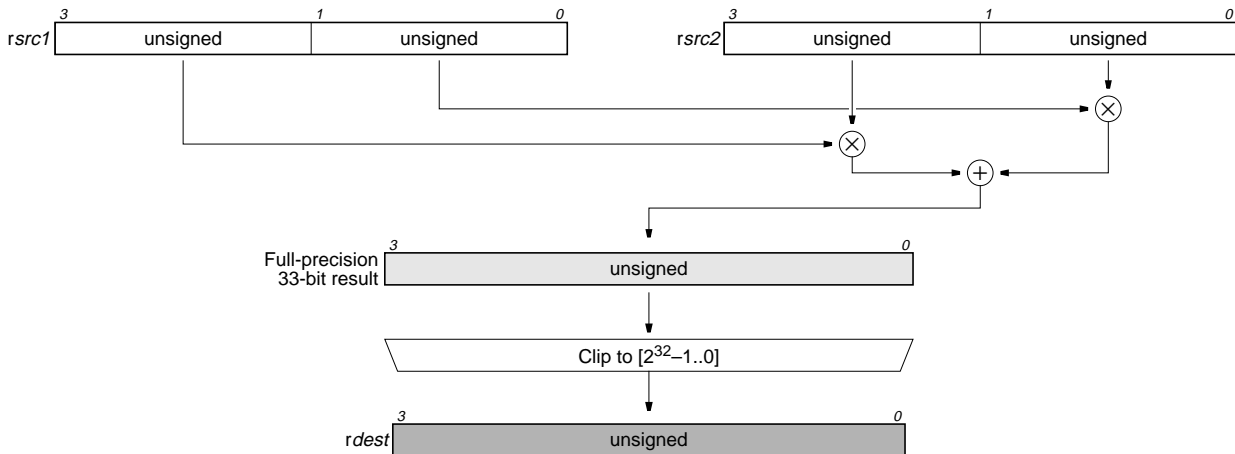 3 1 0 3 1 0
rsrc1 unsigned unsigned rsrc2 unsigned unsigned
× 
×
+
3 0
Full-precision
33-bit result
unsigned
Clip to [2³²–1..0]
3 0
rdest unsigned